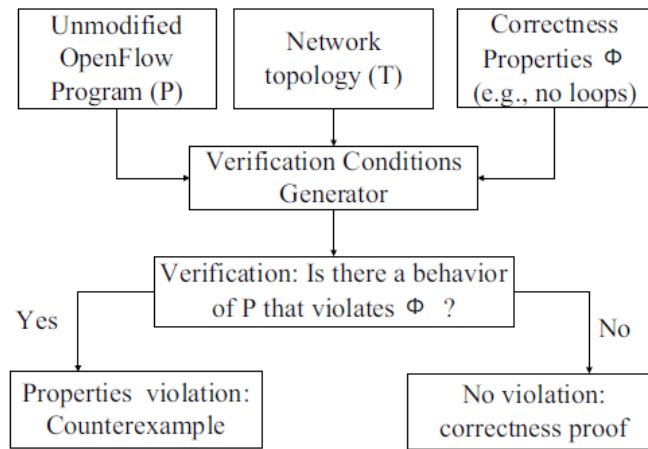 Unmodified
OpenFlow
Program (P)
Network
topology (T)
Correctness
Properties Φ
(e.g., no loops)
Verification Conditions
Generator
Verification: Is there a behavior
of P that violates Φ ?
Yes
No
Properties violation:
Counterexample
No violation:
correctness proof